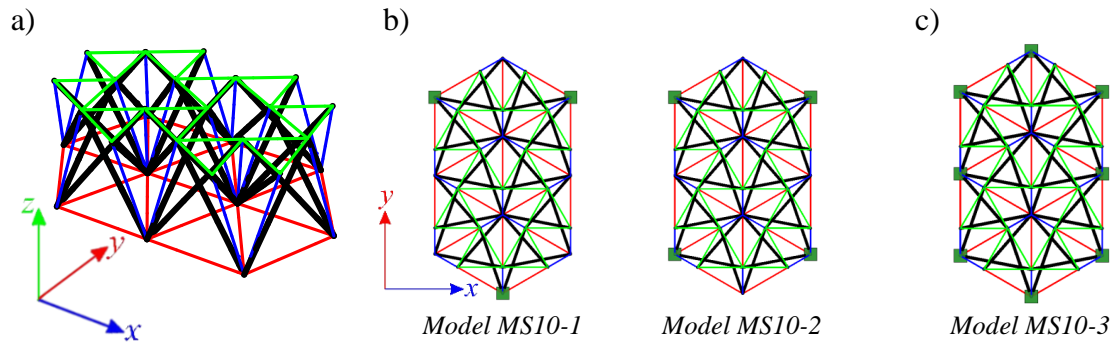 a)
b)
c)
z
y
x
y
x
Model MS10-1
Model MS10-2
Model MS10-3